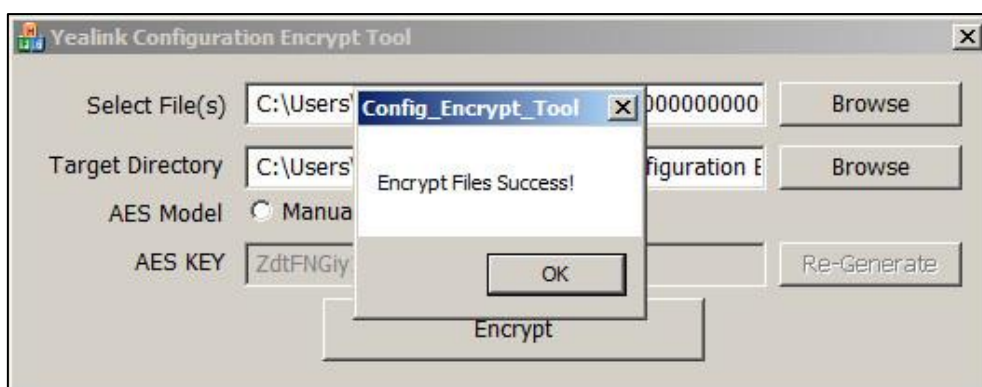 Yealink Configuration Encrypt Tool
Select File(s) C:\Users\ 000000000 Browse
Config_Encrypt_Tool
Target Directory C:\Users\ figuration E Browse
Encrypt Files Success!
AES Model Manua
AES KEY ZdtFNGiy Re-Generate
OK
Encrypt